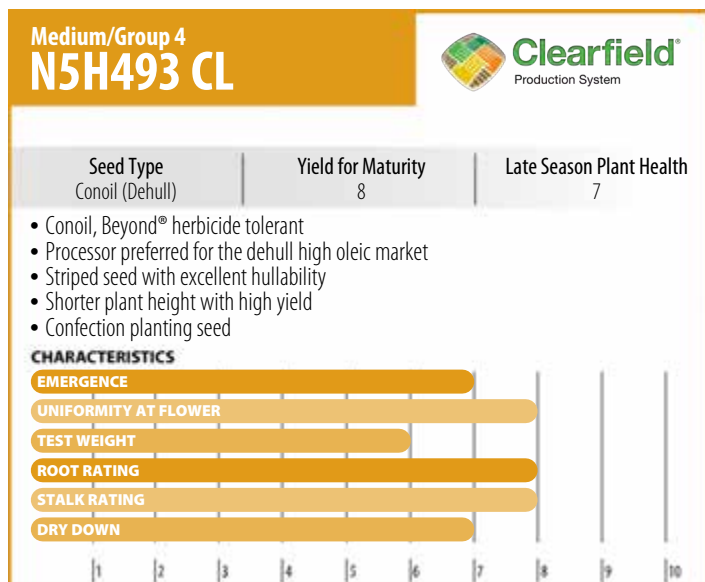 Medium/Group 4
N5H493 CL
Clearfield®
Production System
Seed Type
Conoil (Dehull)
Yield for Maturity
8
Late Season Plant Health
7
• Conoil, Beyond® herbicide tolerant
• Processor preferred for the dehull high oleic market
• Striped seed with excellent hullability
• Shorter plant height with high yield
• Confection planting seed
CHARACTERISTICS
EMERGENCE
UNIFORMITY AT FLOWER
TEST WEIGHT
ROOT RATING
STALK RATING
DRY DOWN
1 2 3 4 5 6 7 8 9 10